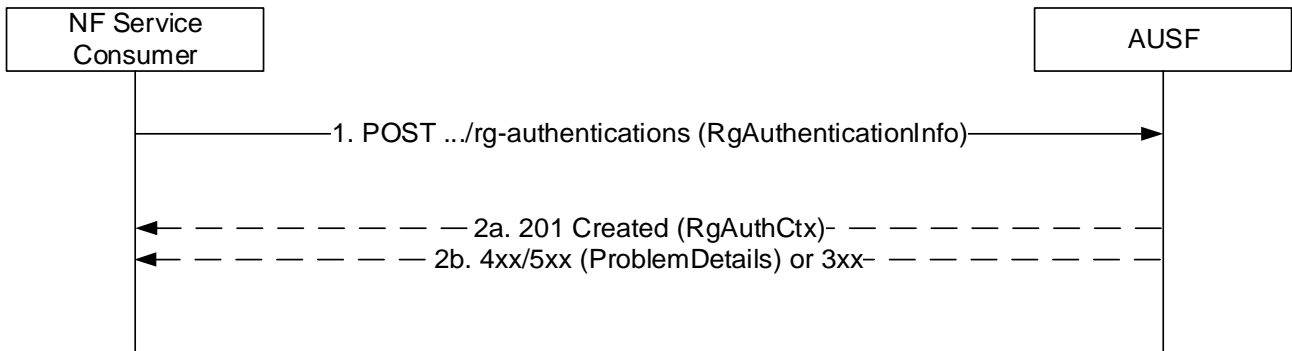 NF Service
Consumer
AUSF
1. POST .../rg-authentications (RgAuthenticationInfo)
2a. 201 Created (RgAuthCtx)
2b. 4xx/5xx (ProblemDetails) or 3xx